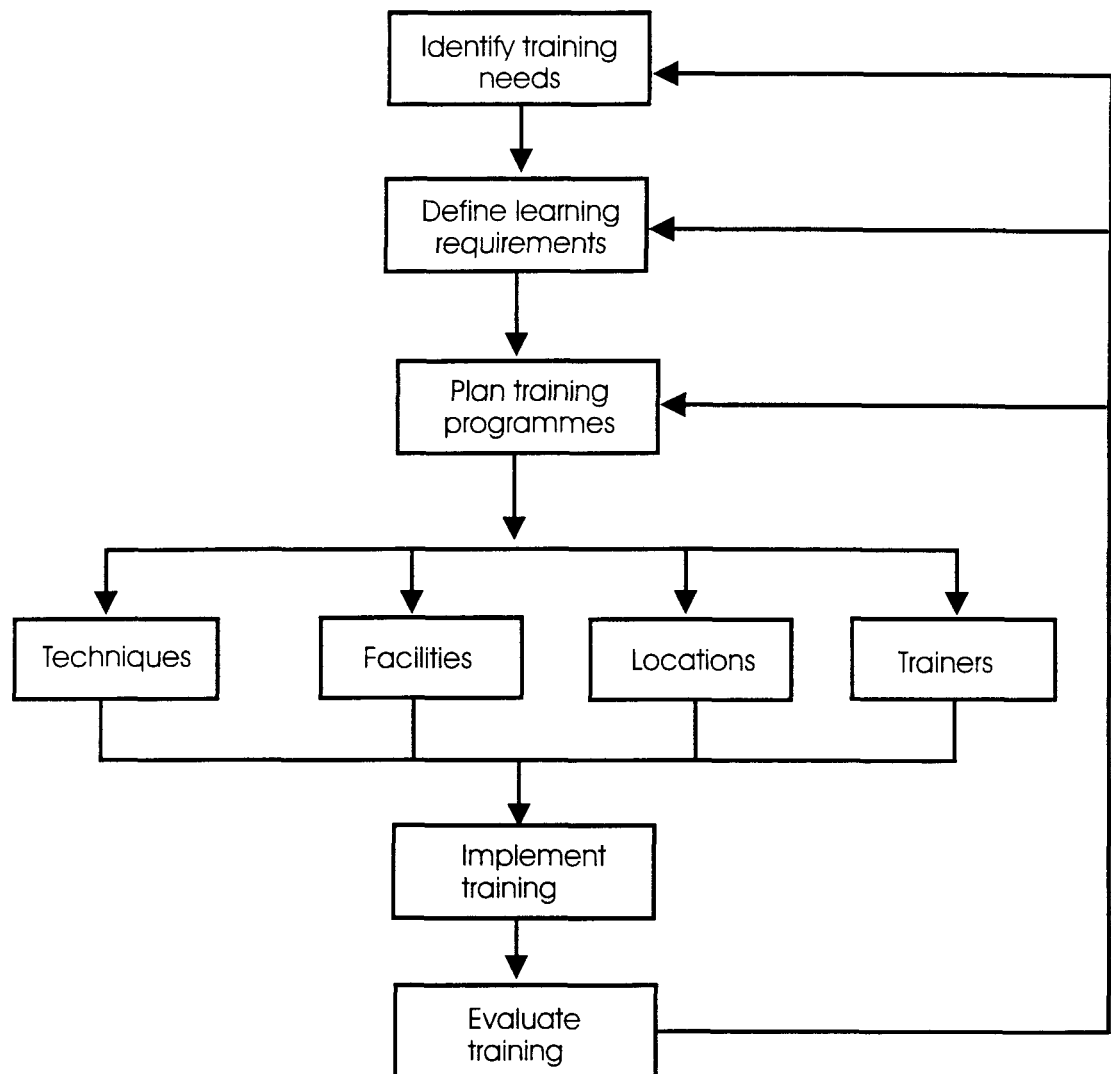 Identify training
needs
Define learning
requirements
Plan training
programmes
Techniques
Facilities
Locations
Trainers
Implement
training
Evaluate
training